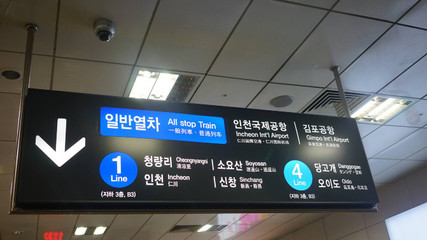 일반열차 All stop Train
一般列車 · 普通列车
인천국제공항
Incheon Int'l Airport
김포공항
Gimpo Int'l Airport
1 Line
(지하 3층, B3)
청량리 Cheongnyangni
인천 Incheon 仁川
소요산 Soyosan
신창 Sinchang
4 Line
(지하 3층, B3)
당고개 Danggogae
오이도 Oido